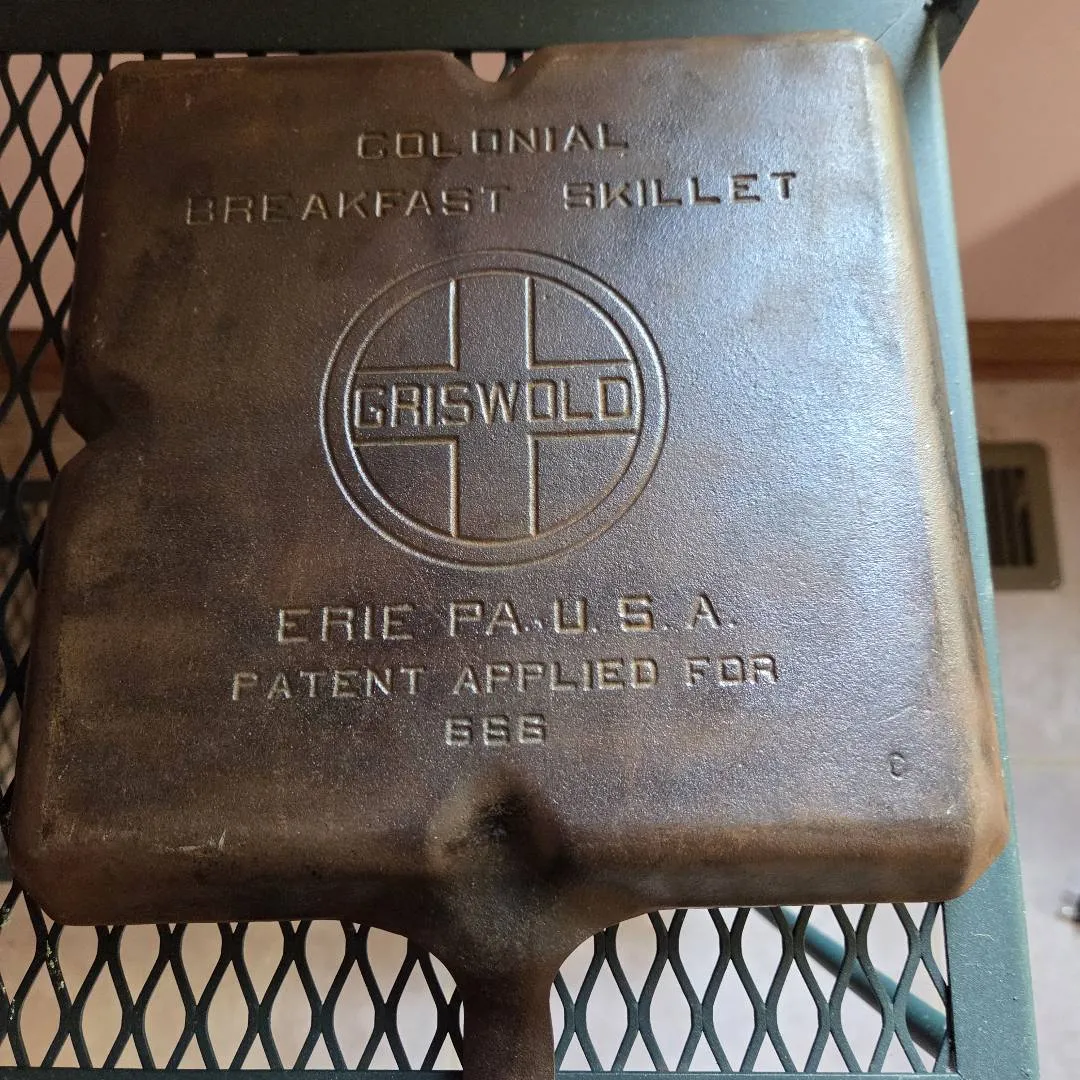 COLONIAL
BREAKFAST SKILLET
GRISWOLD
ERIE PA. U. S. A.
PATENT APPLIED FOR
666
C